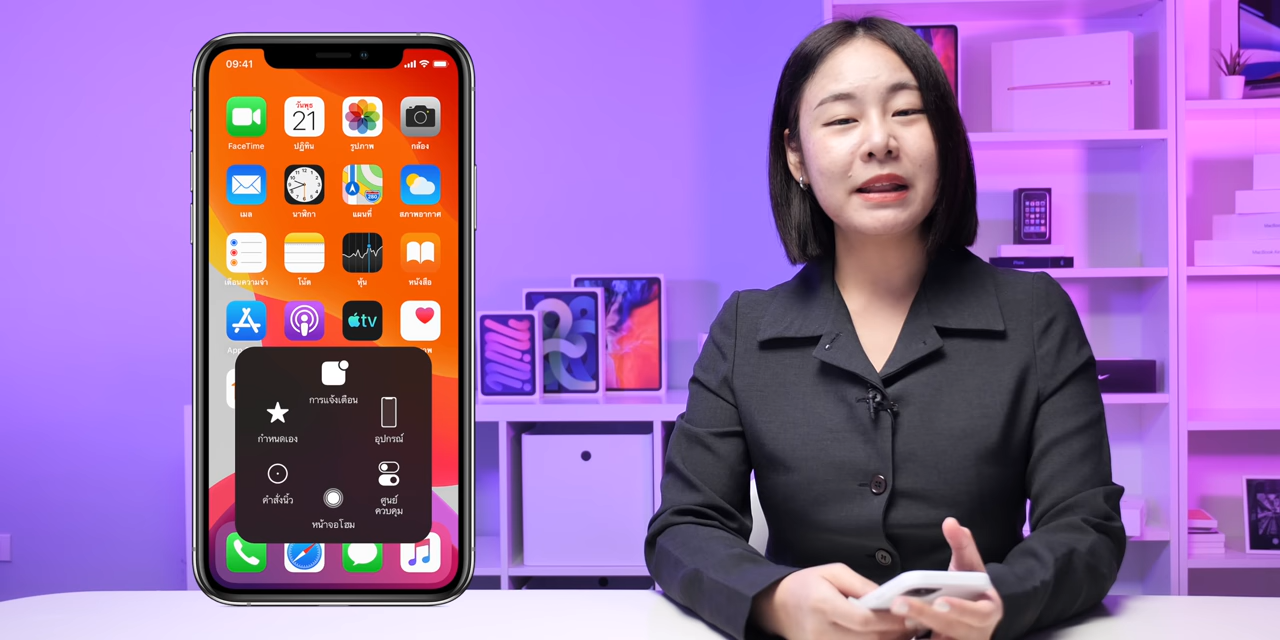 09:41
วันพุธ
21
FaceTime
ปฏิทิน
รูปภาพ
กล้อง
เมล
นาฬิกา
แผนที่
280
สภาพอากาศ
เตือนความจำ
โน้ต
หุ้น
หนังสือ
tv
App
การแจ้งเตือน
กำหนดเอง
อุปกรณ์
คำสั่งนิ้ว
ศูนย์
ควบคุม
หน้าจอโฮม
mini